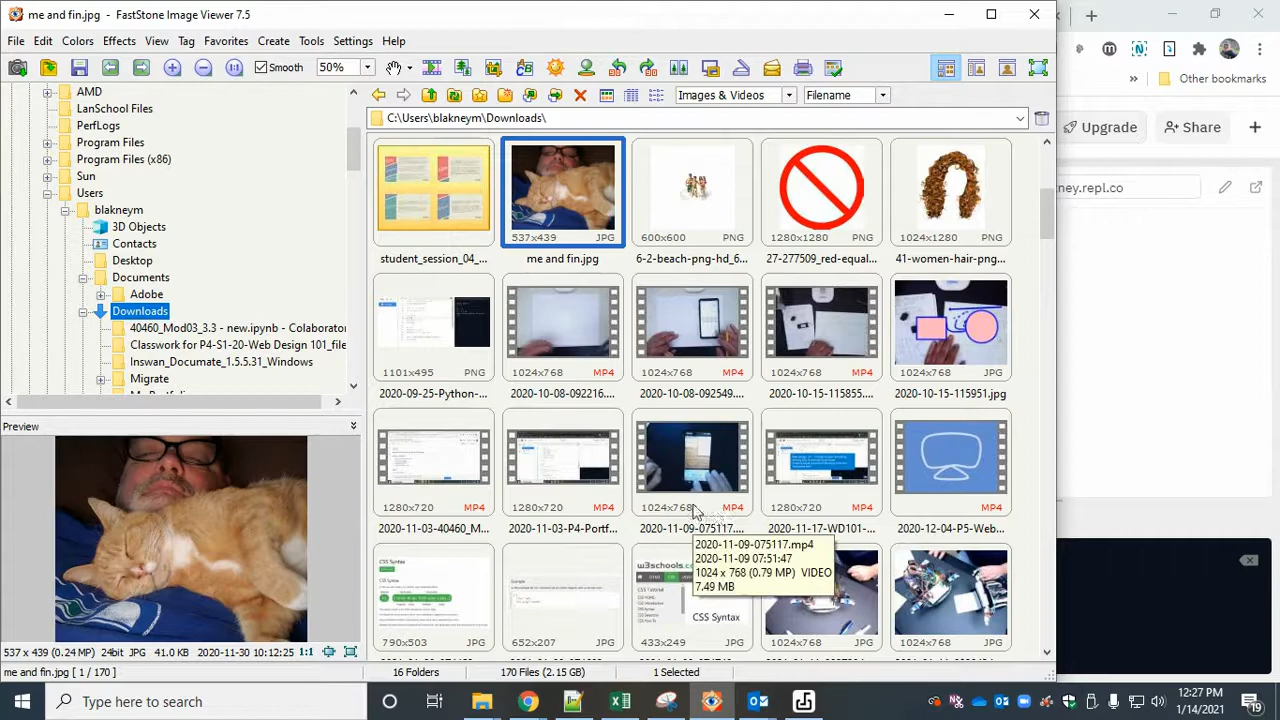 me and fin.jpg - FastStone Image Viewer 7.5
File Edit Colors Effects View Tag Favorites Create Tools Settings Help
Smooth 50%
Images & Videos Filename
C:\Users\blakneym\Downloads\
AMD
LanSchool Files
PerfLogs
Program Files
Program Files (x86)
Sun
Users
blakneym
3D Objects
Contacts
Desktop
Documents
Adobe
Downloads
40460_Mod03_3.3 - new.ipynb - Colaborator
Classwork for P4-S1-20-Web Design 101_file
Inswan_Documate_1.5.5.31_Windows
Migrate
Preview
537 x 439 (0.24 MP) 24bit JPG 41.0 KB 2020-11-30 10:12:25 1:1
me and fin.jpg [ 1 / 170 ]
537x439 JPG
600x600 PNG
1280x1280 PNG
1024x1280 PNG
student_session_04_...
me and fin.jpg
6-2-beach-png-hd_6...
27-277509_red-equal...
41-women-hair-png...
1101x495 PNG
1024x768 MP4
1024x768 MP4
1024x768 MP4
1024x768 JPG
2020-09-25-Python-...
2020-10-08-092216....
2020-10-08-092549....
2020-10-15-115855....
2020-10-15-115951.jpg
1280x720 MP4
1280x720 MP4
1024x768 MP4
1280x720 MP4
MP4
2020-11-03-40460_M...
2020-11-03-P4-Portf...
2020-11-09-075117....
2020-11-17-WD101-...
2020-12-04-P5-Web...
2020-11-09-075117.mp4
2020-11-09 07:51:47
1024 x 768 (0.79 MP) VIDEO
7.49 MB
w3schools.co
CSS Syntax
790x503 JPG
652x207 JPG
433x249 JPG
1024x768 JPG
1024x768 JPG
16 Folders 170 Files (2.15 GB) 1 Selected
Other bookmarks
Upgrade Share
ney.repl.co
Type here to search
12:27 PM
1/14/2021
19